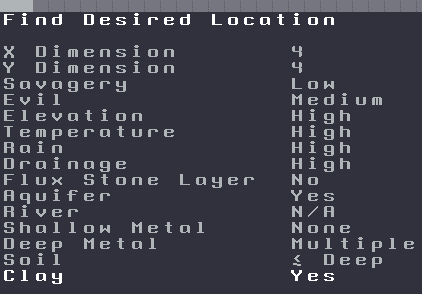 Find Desired Location
X Dimension 4
Y Dimension 4
Savagery Low
Evil Medium
Elevation High
Temperature High
Rain High
Drainage High
Flux Stone Layer No
Aquifer Yes
River N/A
Shallow Metal None
Deep Metal Multiple
Soil ≤ Deep
Clay Yes